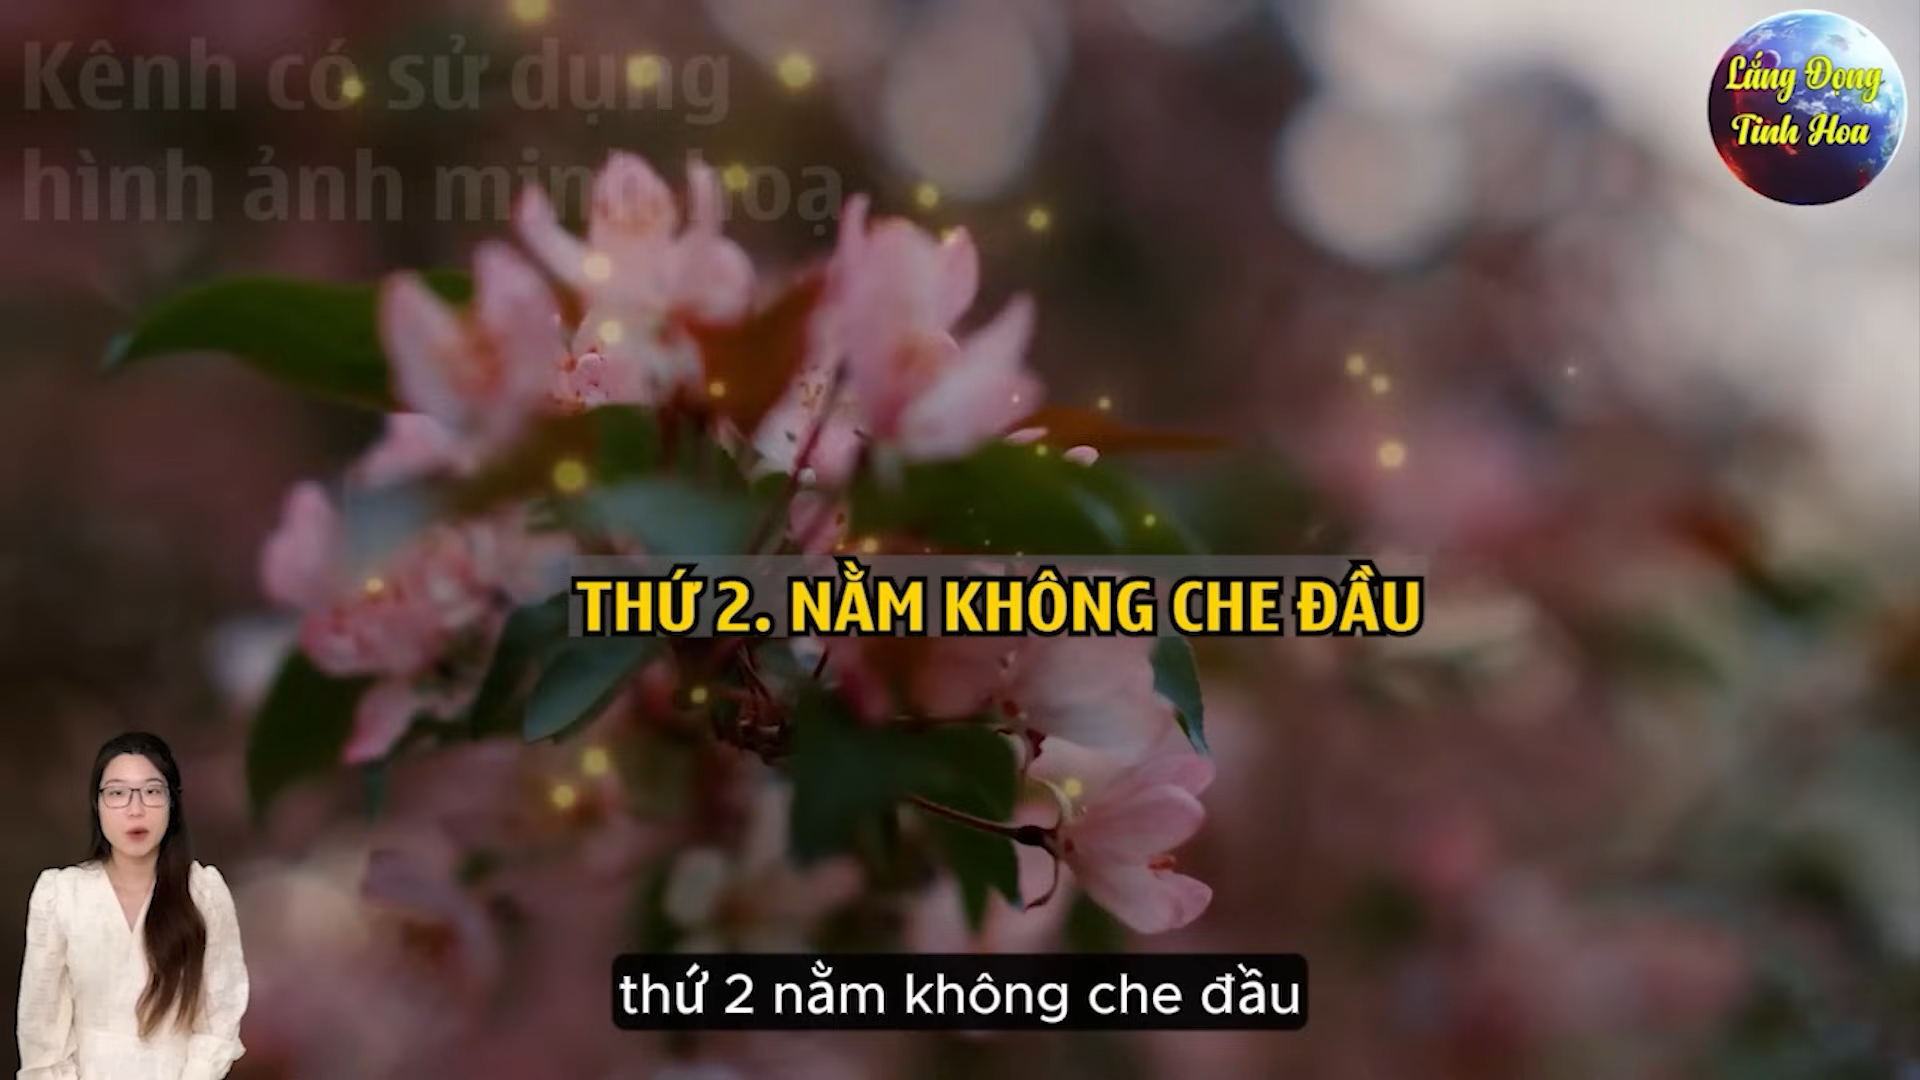 Kênh có sử dụng
hình ảnh minh hoạ
Lắng Đọng
Tinh Hoa
THỨ 2. NẰM KHÔNG CHE ĐẦU
thứ 2 nằm không che đầu